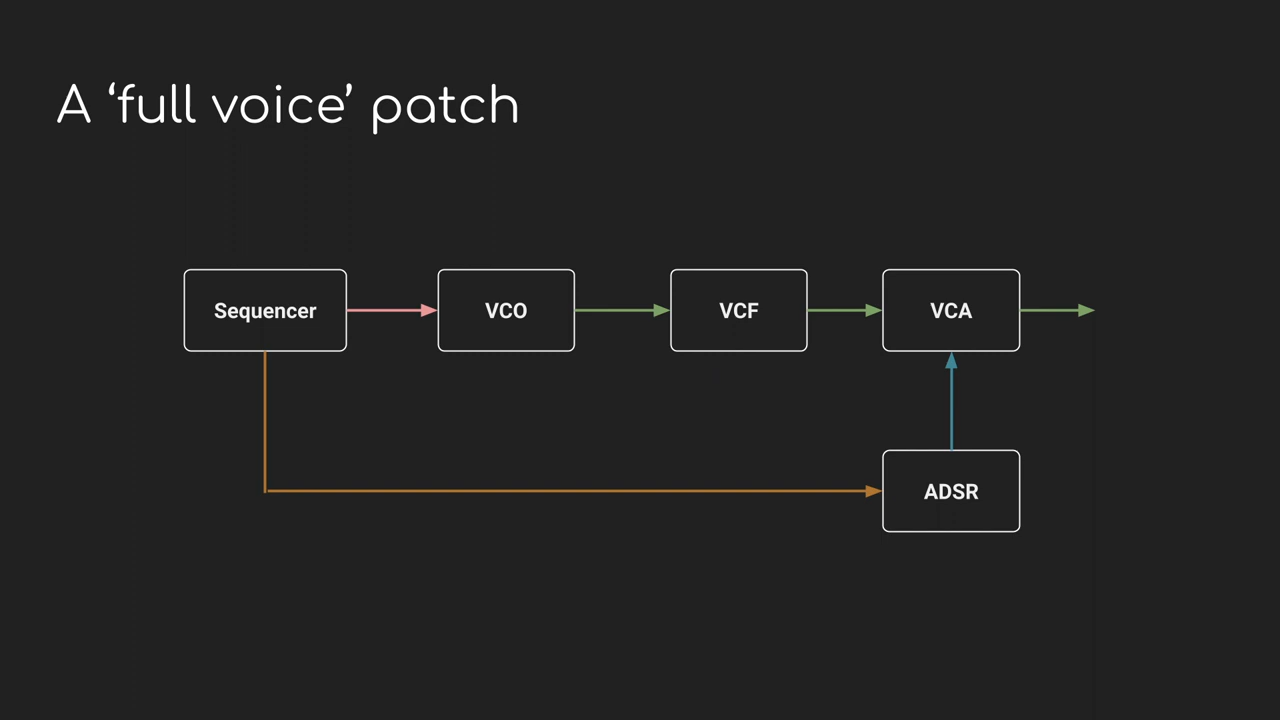 A ‘full voice’ patch
Sequencer
VCO
VCF
VCA
ADSR